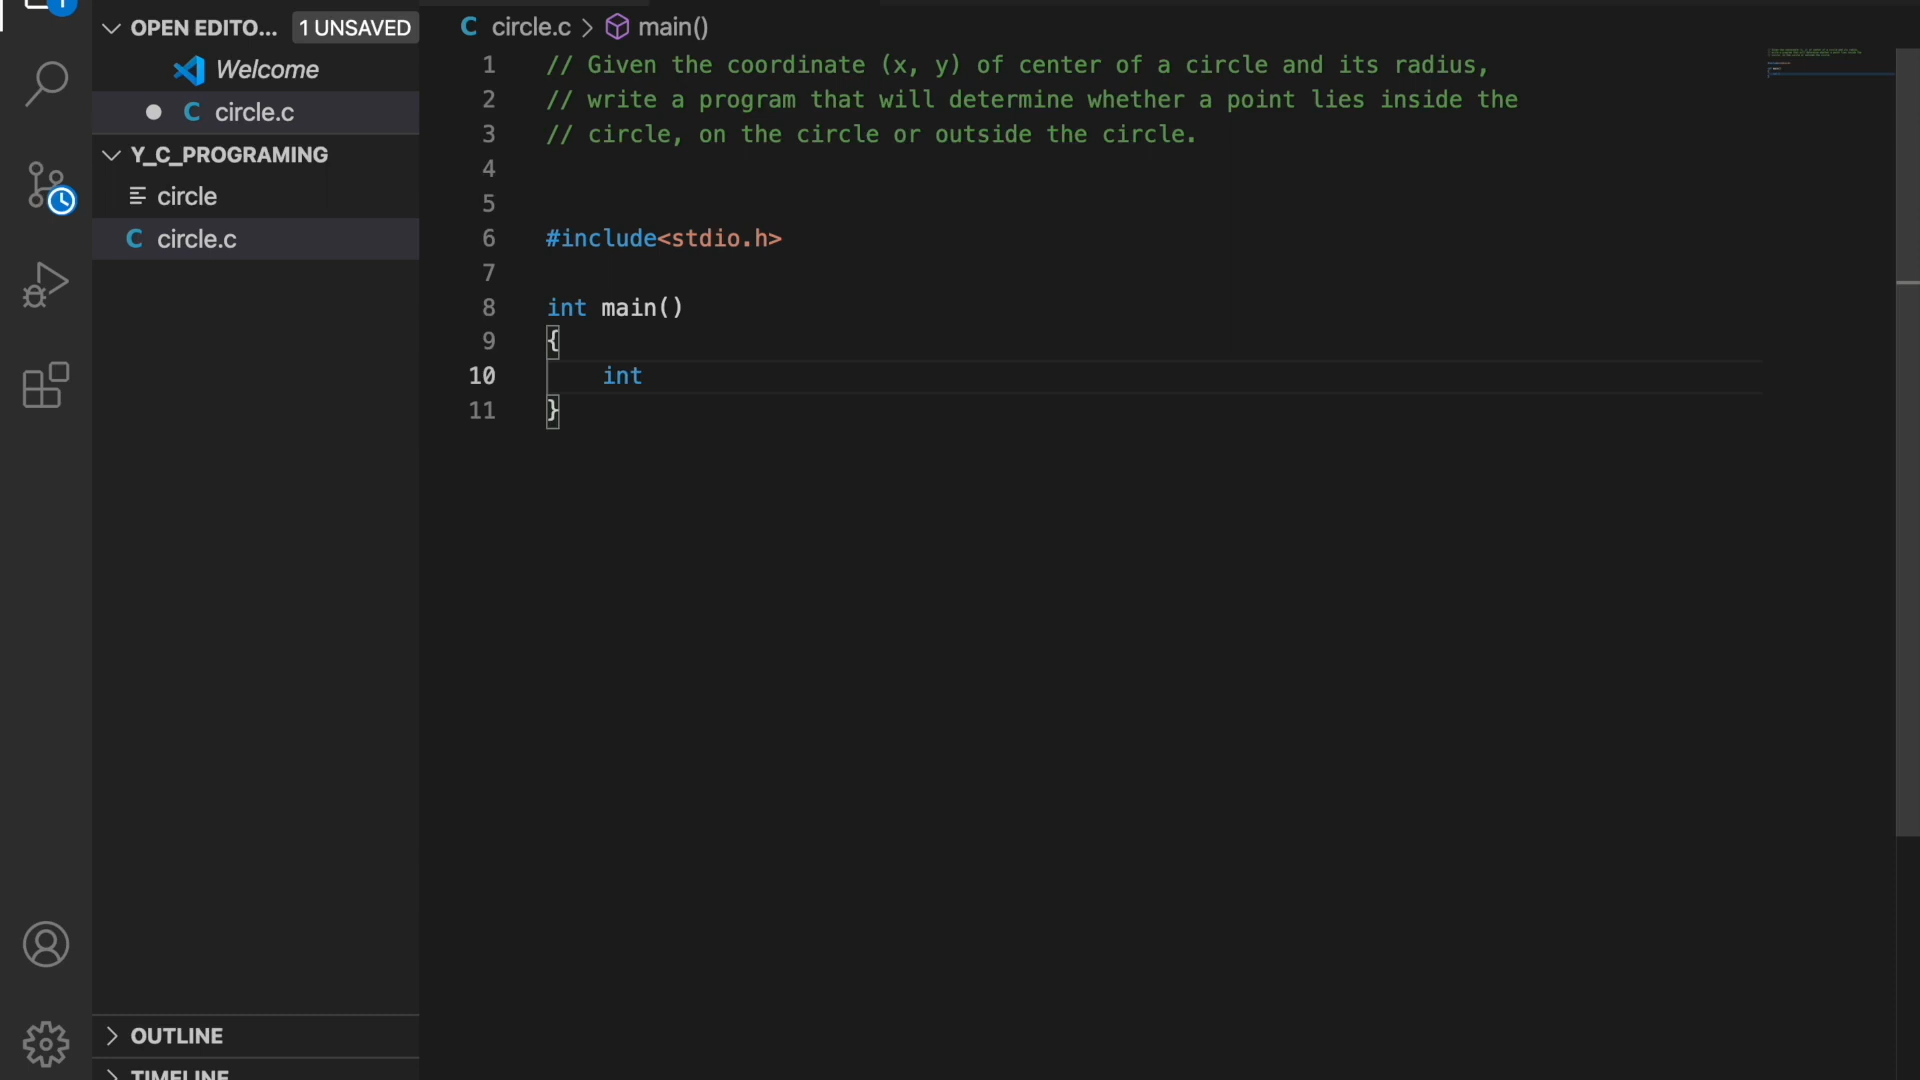 OPEN EDITO... 1 UNSAVED
Welcome
C circle.c
Y_C_PROGRAMING
circle
C circle.c
OUTLINE
TIMELINE
C circle.c > main()
1 // Given the coordinate (x, y) of center of a circle and its radius,
2 // write a program that will determine whether a point lies inside the
3 // circle, on the circle or outside the circle.
4
5
6 #include<stdio.h>
7
8 int main()
9 {
10 int
11 }